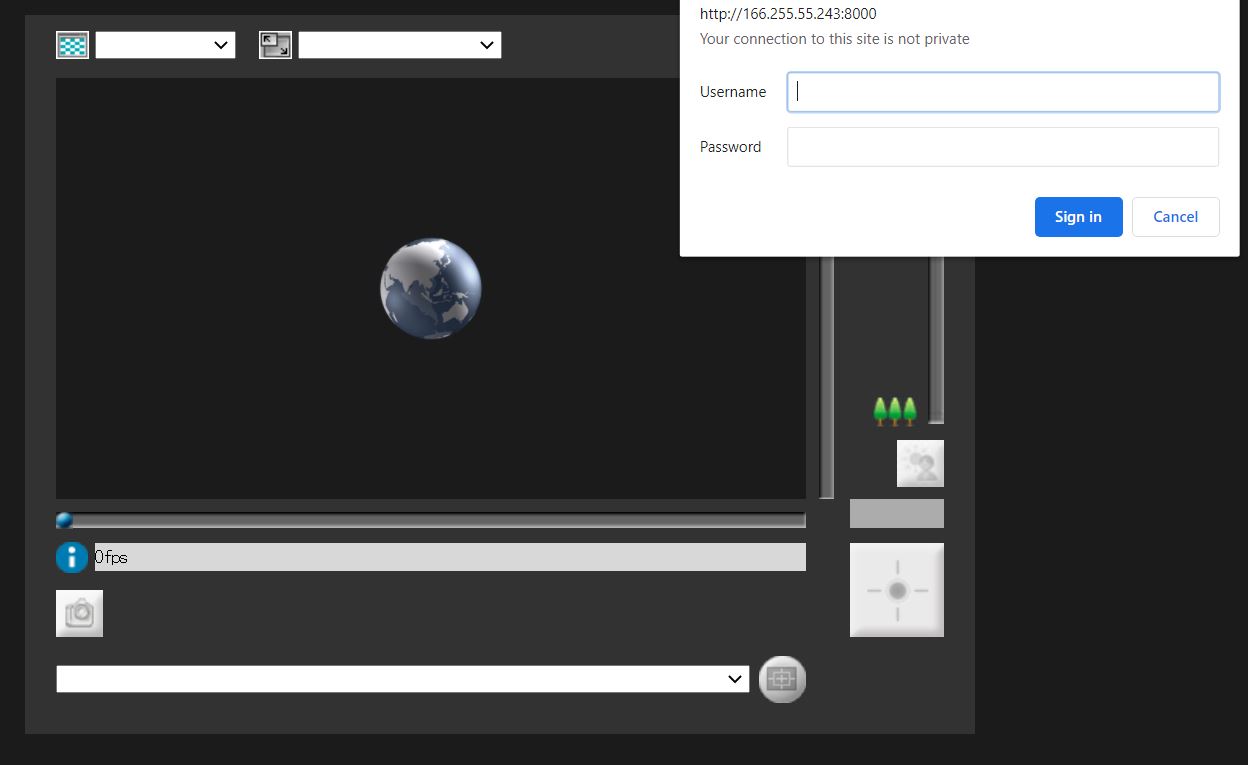 http://166.255.55.243:8000
Your connection to this site is not private
Username
Password
Sign in
Cancel
0fps